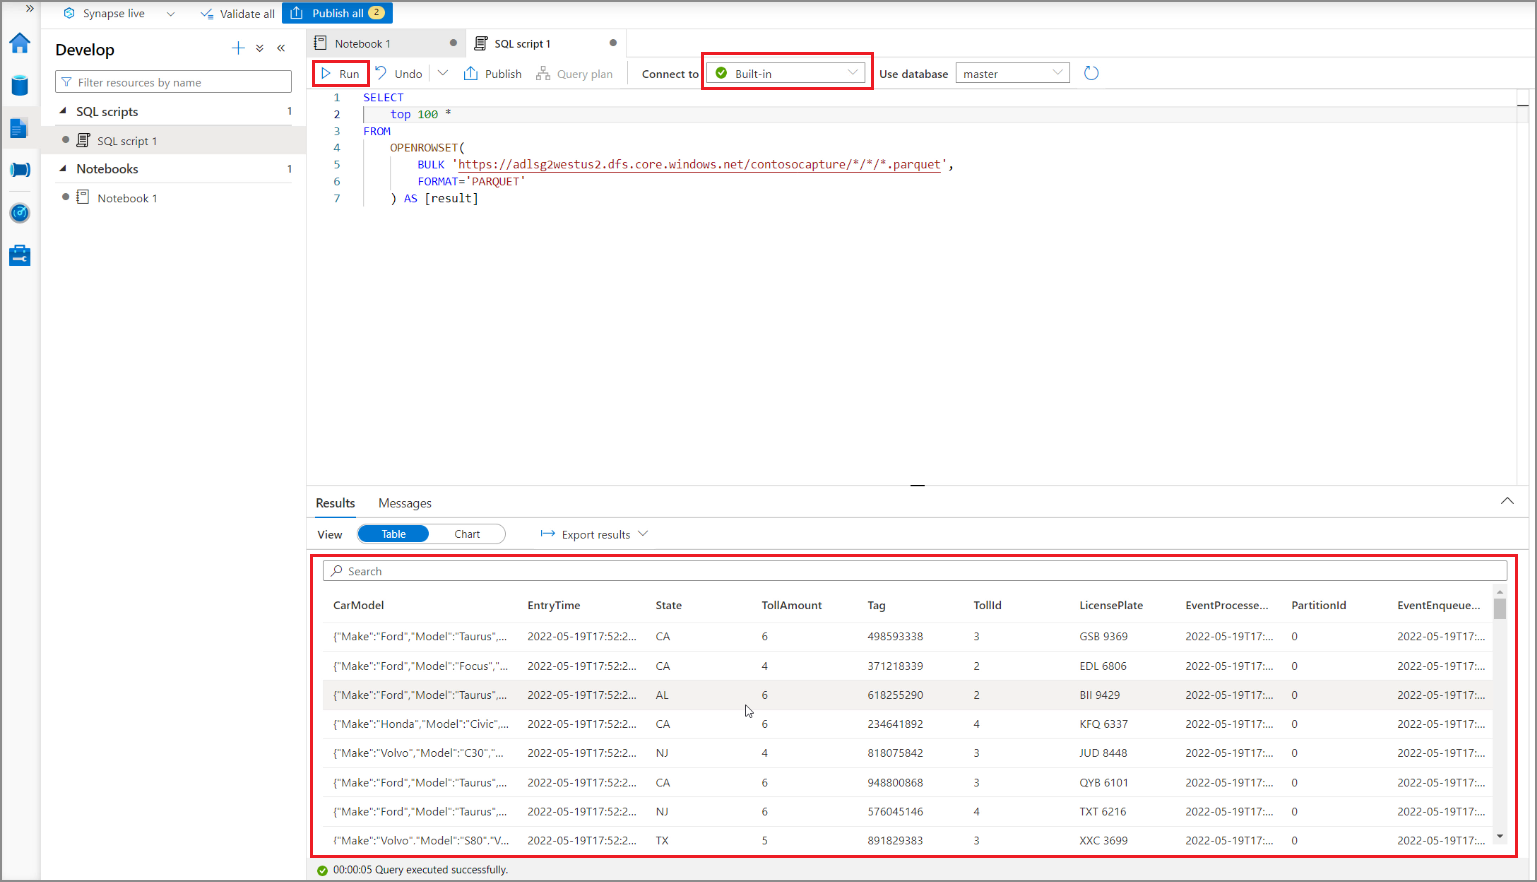 Synapse live
Validate all
Publish all 2
Develop
Filter resources by name
SQL scripts 1
SQL script 1
Notebooks 1
Notebook 1
Notebook 1
SQL script 1
Run Undo Publish Query plan Connect to Built-in Use database master
1 SELECT
2 top 100 *
3 FROM
4 OPENROWSET(
5 BULK 'https://adlsg2westus2.dfs.core.windows.net/contosocapture/*/*/*.parquet',
6 FORMAT='PARQUET'
7 ) AS [result]
Results Messages
View Table Chart Export results
Search
CarModel EntryTime State TollAmount Tag TollId LicensePlate EventProcesse... PartitionId EventEnqueue...
{"Make":"Ford","Model":"Taurus",... 2022-05-19T17:52:2... CA 6 498593338 3 GSB 9369 2022-05-19T17:... 0 2022-05-19T17:...
{"Make":"Ford","Model":"Focus","... 2022-05-19T17:52:2... CA 4 371218339 2 EDL 6806 2022-05-19T17:... 0 2022-05-19T17:...
{"Make":"Ford","Model":"Taurus",... 2022-05-19T17:52:2... AL 6 618255290 2 BII 9429 2022-05-19T17:... 0 2022-05-19T17:...
{"Make":"Honda","Model":"Civic",... 2022-05-19T17:52:2... CA 6 234641892 4 KFQ 6337 2022-05-19T17:... 0 2022-05-19T17:...
{"Make":"Volvo","Model":"C30","... 2022-05-19T17:52:2... NJ 4 818075842 3 JUD 8448 2022-05-19T17:... 0 2022-05-19T17:...
{"Make":"Ford","Model":"Taurus",... 2022-05-19T17:52:2... CA 6 948800868 3 QYB 6101 2022-05-19T17:... 0 2022-05-19T17:...
{"Make":"Ford","Model":"Taurus",... 2022-05-19T17:52:2... NJ 6 576045146 4 TXT 6216 2022-05-19T17:... 0 2022-05-19T17:...
{"Make":"Volvo","Model":"S80","V... 2022-05-19T17:52:2... TX 5 891829383 3 XXC 3699 2022-05-19T17:... 0 2022-05-19T17:...
00:00:05 Query executed successfully.